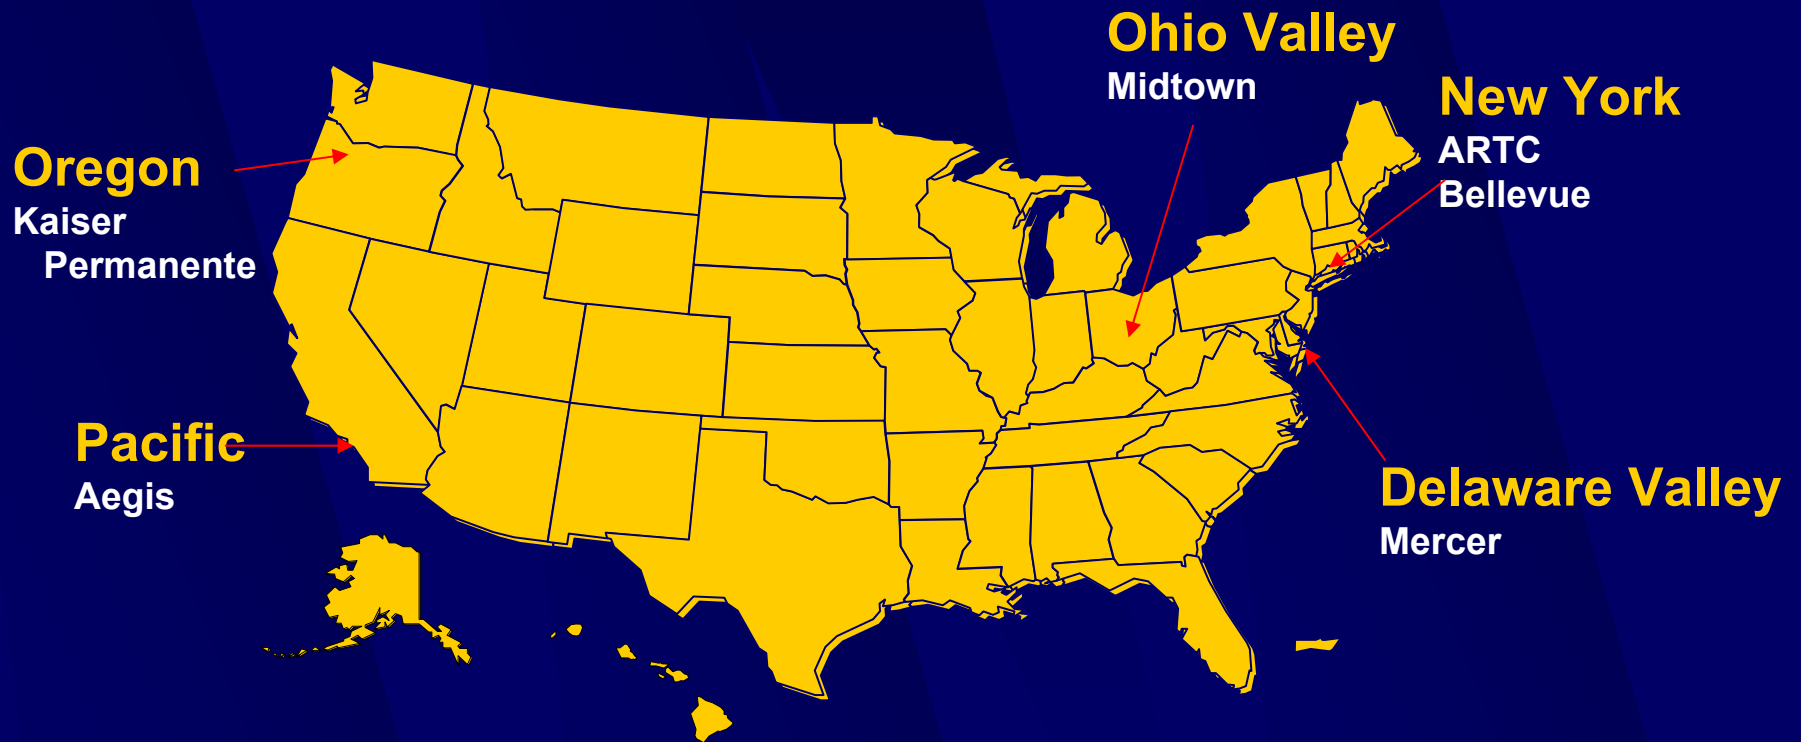 Ohio Valley
Midtown
New York
ARTC
Bellevue
Oregon
Kaiser
Permanente
Pacific
Aegis
Delaware Valley
Mercer